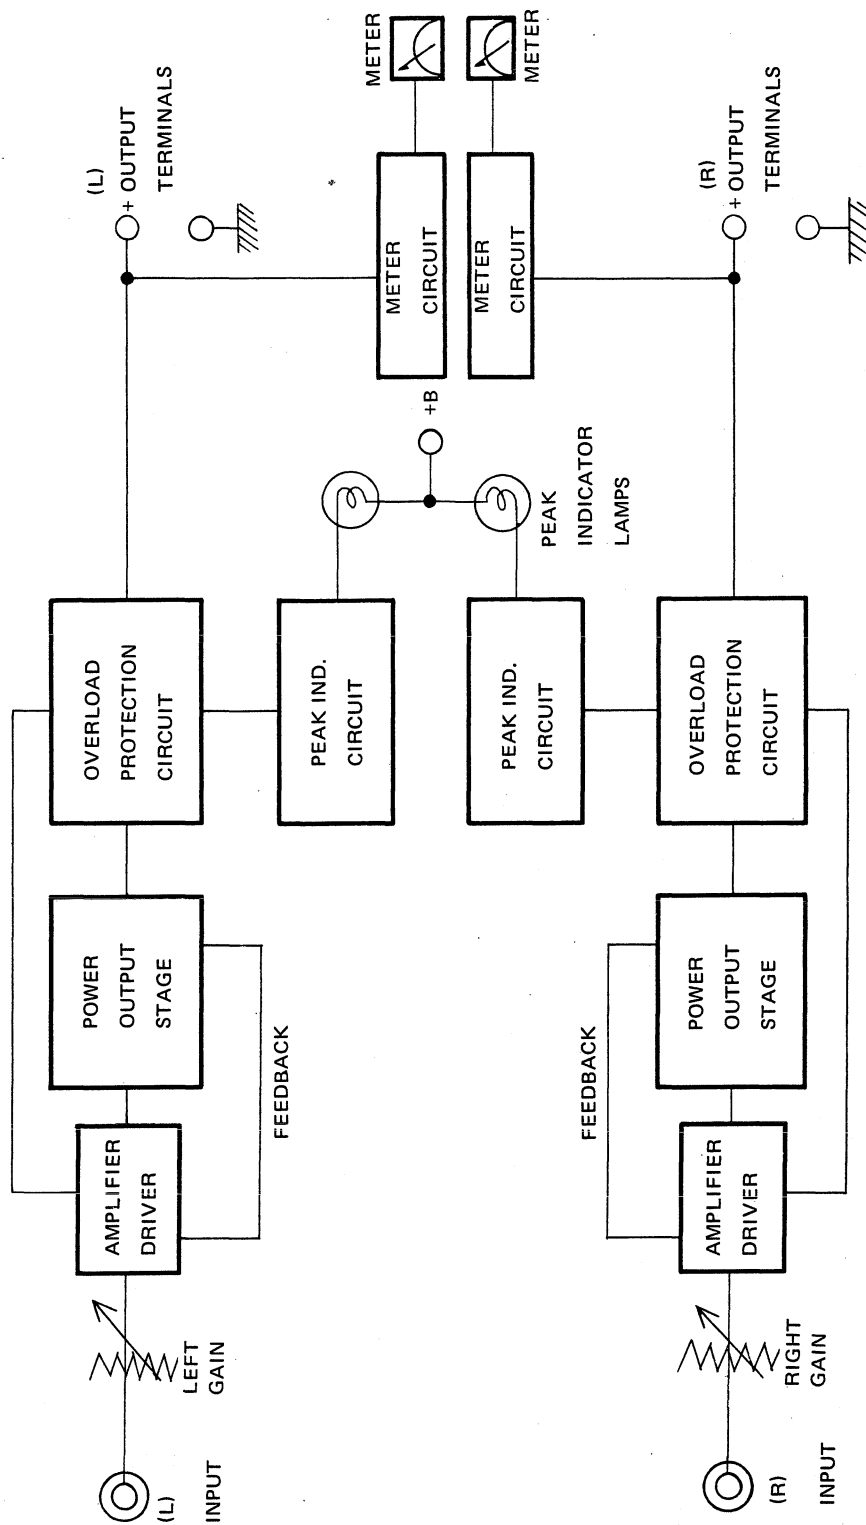 (L)
INPUT
LEFT
GAIN
AMPLIFIER
DRIVER
FEEDBACK
POWER
OUTPUT
STAGE
OVERLOAD
PROTECTION
CIRCUIT
PEAK IND.
CIRCUIT
(L)
+ OUTPUT
TERMINALS
METER
CIRCUIT
METER
+B
PEAK
INDICATOR
LAMPS
METER
CIRCUIT
METER
PEAK IND.
CIRCUIT
(R)
INPUT
RIGHT
GAIN
AMPLIFIER
DRIVER
FEEDBACK
POWER
OUTPUT
STAGE
OVERLOAD
PROTECTION
CIRCUIT
(R)
+ OUTPUT
TERMINALS